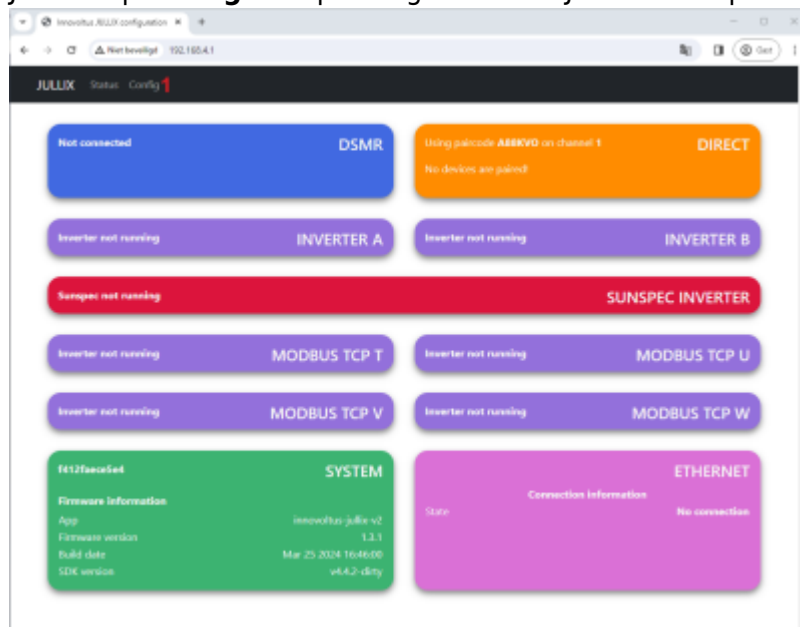 Innovoltus JULLIX configuration
Niet beveiligd 192.168.4.1
Gast
JULLIX Status Config 1
Not connected DSMR
Using paircode on channel 1 DIRECT
No devices are paired!
Inverter not running INVERTER A
Inverter not running INVERTER B
Sunspec not running SUNSPEC INVERTER
Inverter not running MODBUS TCP T
Inverter not running MODBUS TCP U
Inverter not running MODBUS TCP V
Inverter not running MODBUS TCP W
f412faece5e4 SYSTEM
Firmware information
App innovoltus-jullix-v2
Firmware version 1.3.1
Build date Mar 25 2024 16:46:00
SDK version v4.4.2-dirty
ETHERNET
Connection information
State No connection